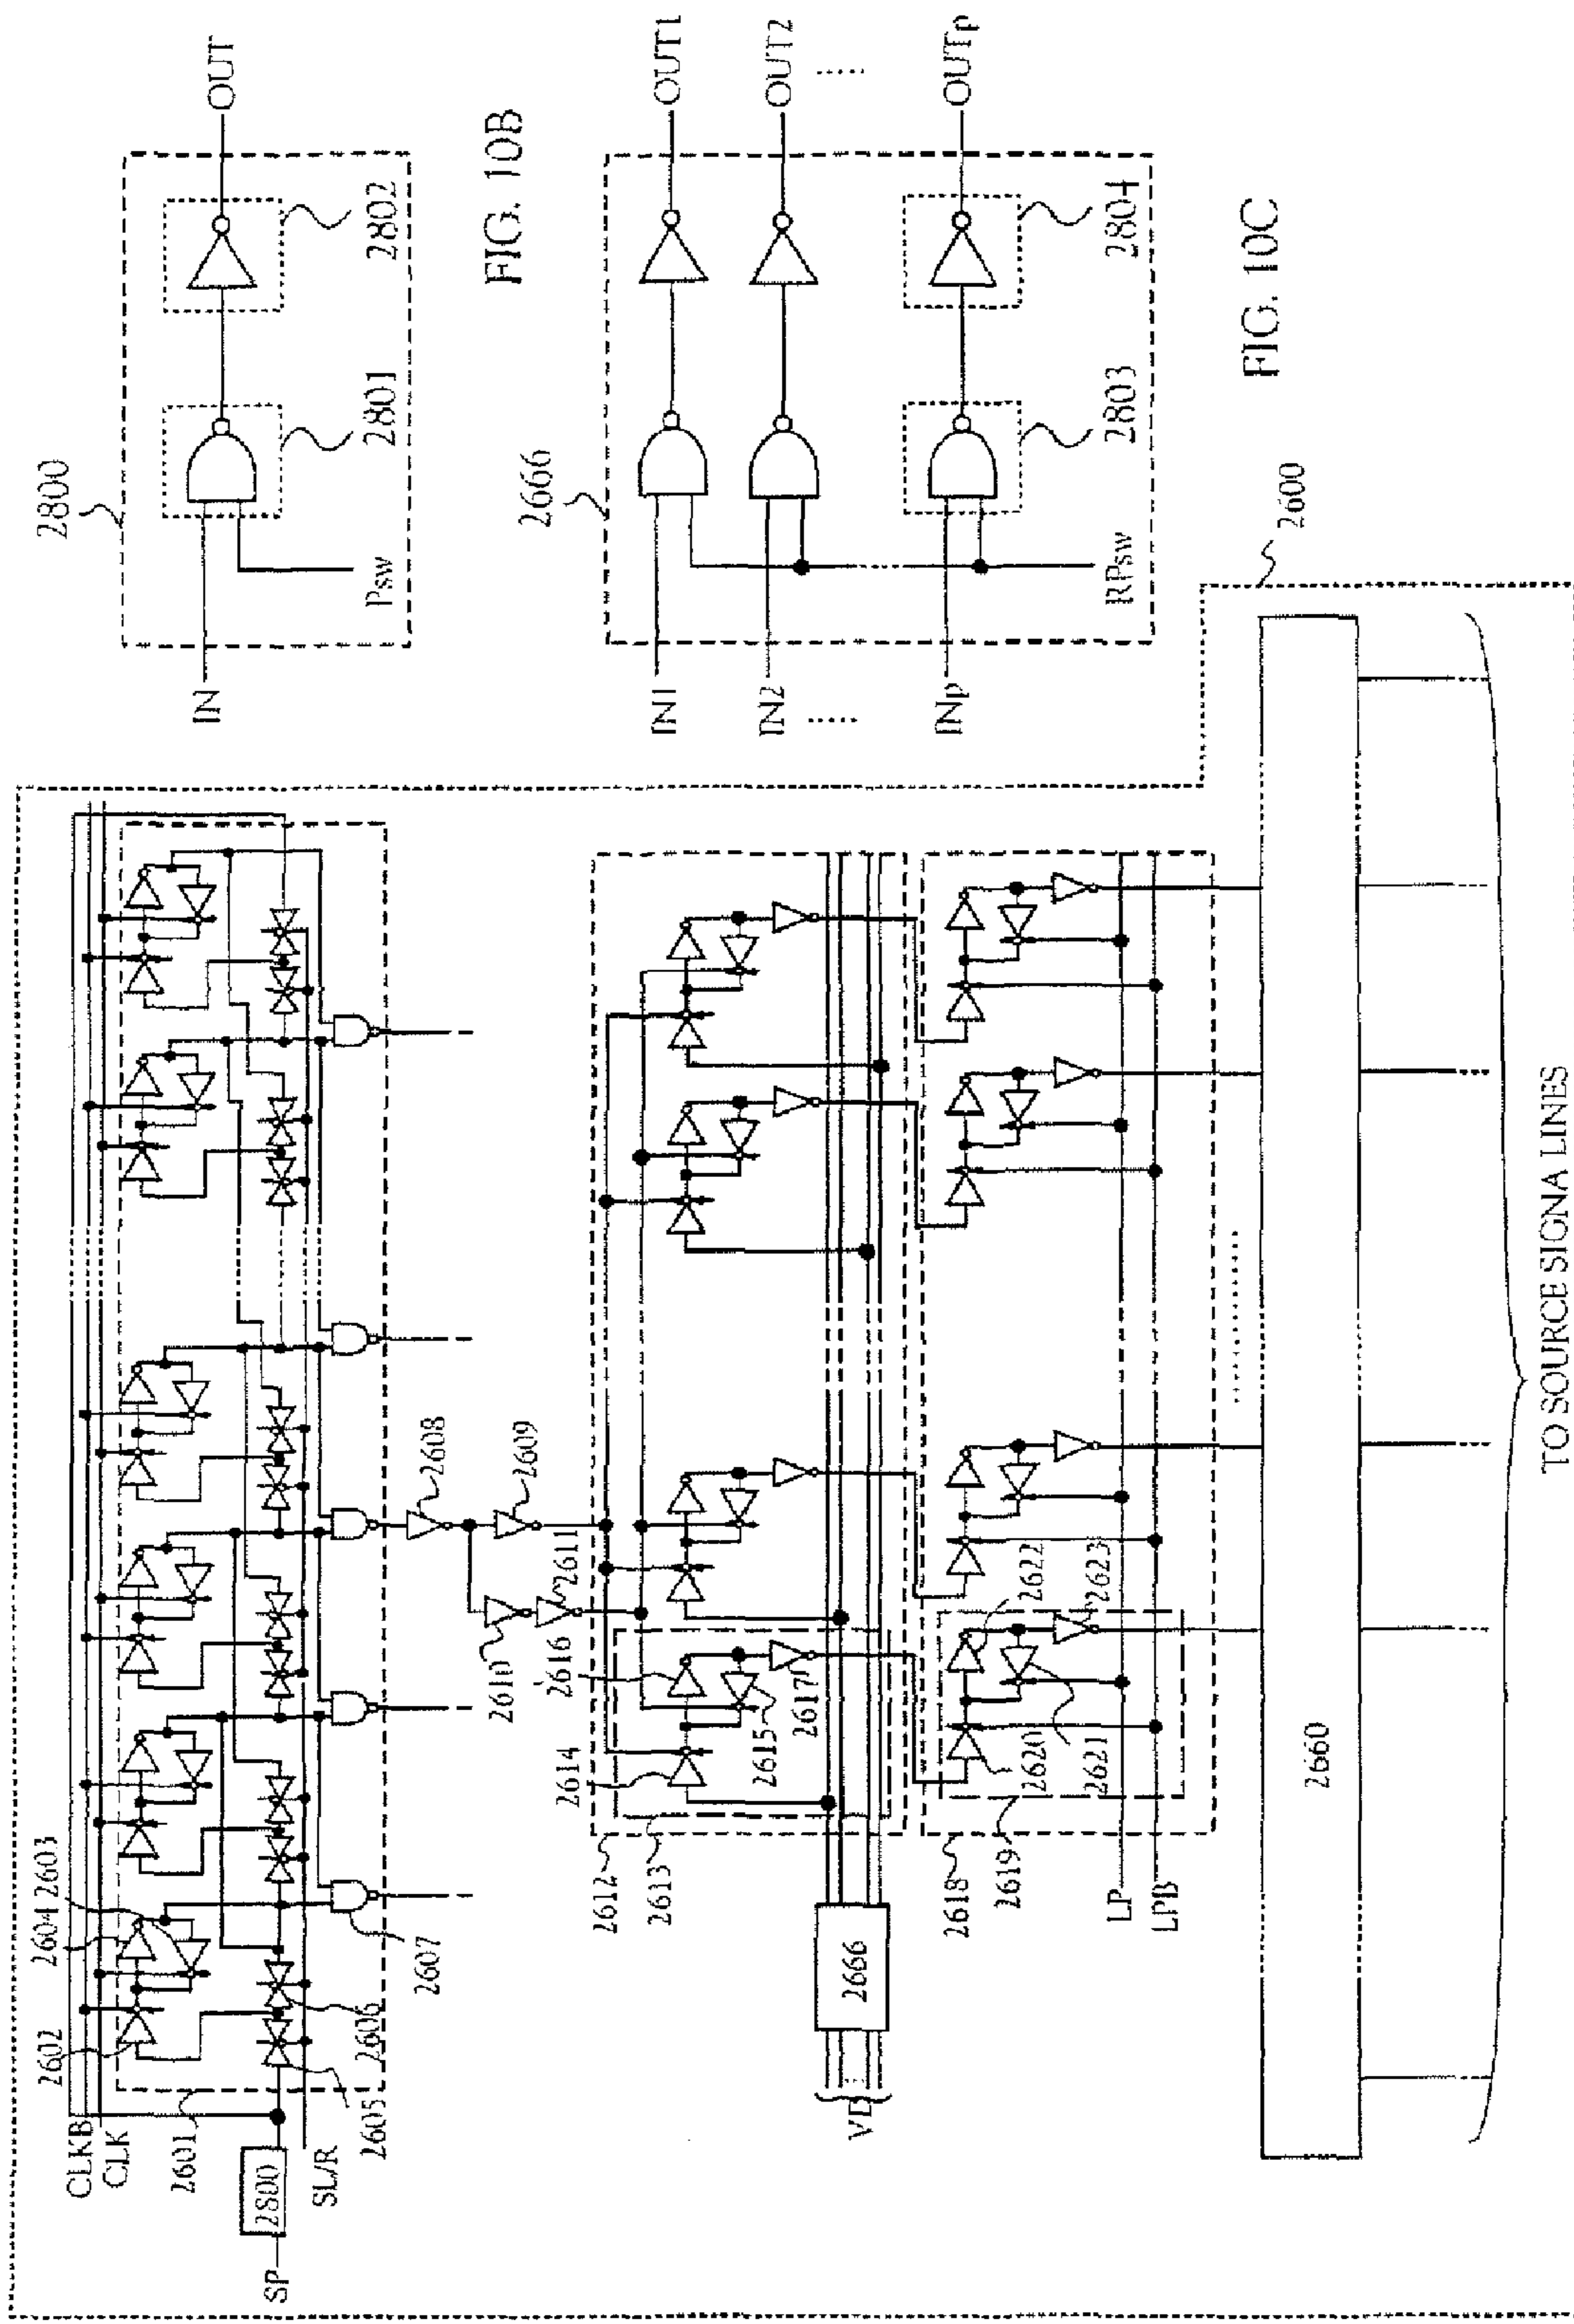 2800
IN
Psw
2801
2802
OUT
FIG. 10B
2666
IN1
IN2
......
INp
RPsw
2803
2804
OUT1
OUT2
......
OUTp
FIG. 10C
2600
CLKB
CLK
2601
SP
2800
SL/R
2602
2604
2603
2605
2606
2607
2608
2609
2610
2611
2612
2613
2614
2616
2615
2617
VD
2666
2618
2619
2620
2621
2622
2623
LP
LPB
2660
TO SOURCE SIGNA LINES